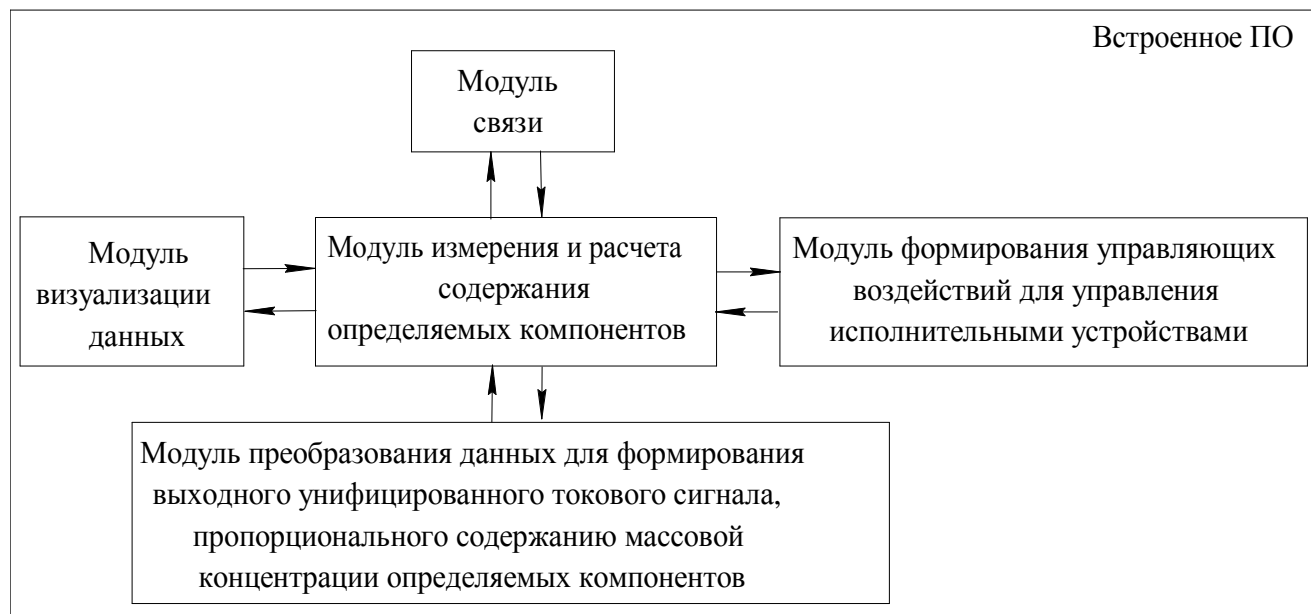 Встроенное ПО
Модуль
связи
Модуль
визуализации
данных
Модуль измерения и расчета
содержания
определяемых компонентов
Модуль формирования управляющих
воздействий для управления
исполнительными устройствами
Модуль преобразования данных для формирования
выходного унифицированного токового сигнала,
пропорционального содержанию массовой
концентрации определяемых компонентов